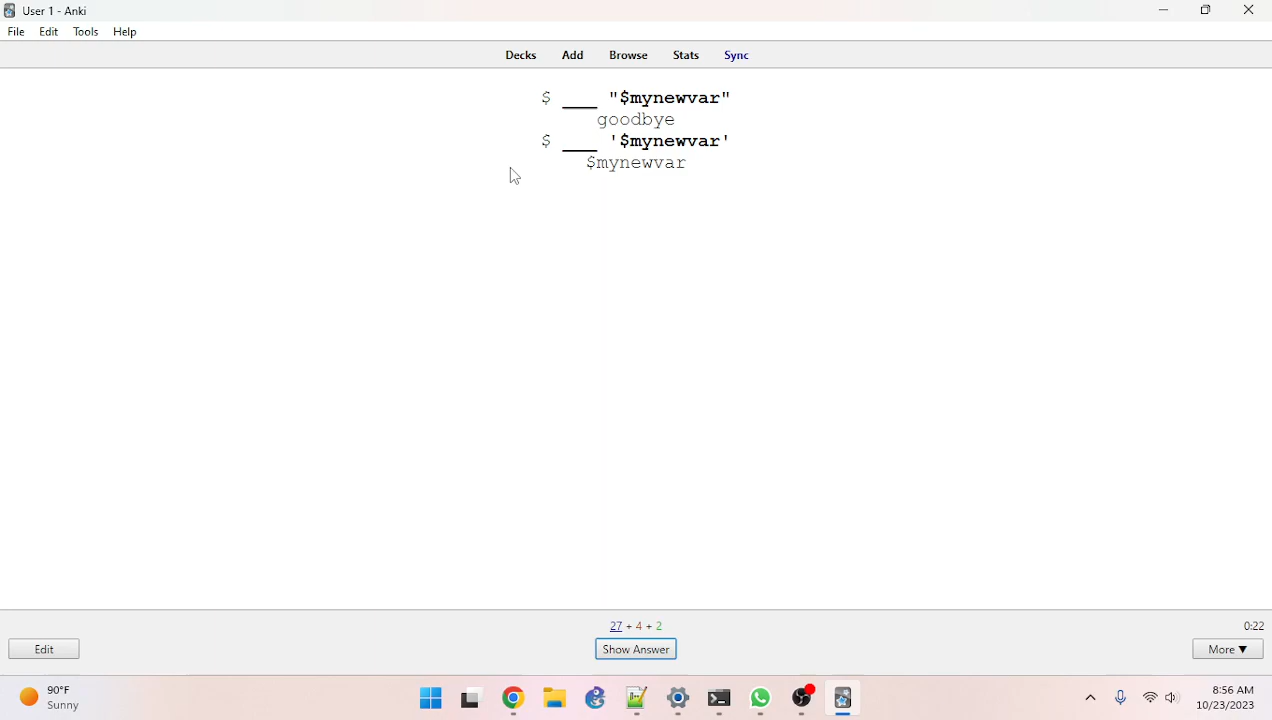 User 1 - Anki
File Edit Tools Help
Decks Add Browse Stats Sync
$ ___ "$mynewvar"
goodbye
$ ___ '$mynewvar'
$mynewvar
27 + 4 + 2
0:22
Edit
Show Answer
More ▼
90°F
Sunny
8:56 AM
10/23/2023